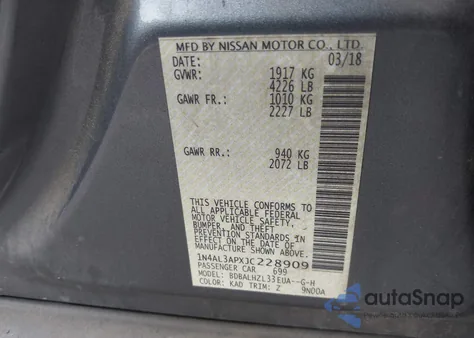 MFD BY NISSAN MOTOR CO., LTD.
DATE: 03/18
GVWR: 1917 KG
4226 LB
GAWR FR.: 1010 KG
2227 LB
GAWR RR.: 940 KG
2072 LB
THIS VEHICLE CONFORMS TO
ALL APPLICABLE FEDERAL
MOTOR VEHICLE SAFETY,
BUMPER, AND THEFT
PREVENTION STANDARDS IN
EFFECT ON THE DATE OF
MANUFACTURE SHOWN ABOVE.
1N4AL3APXJC228909
PASSENGER CAR 699
MODEL: BDBALHZL33EUA--G-H
COLOR: KAD TRIM: Z 9N00A
autoSnap